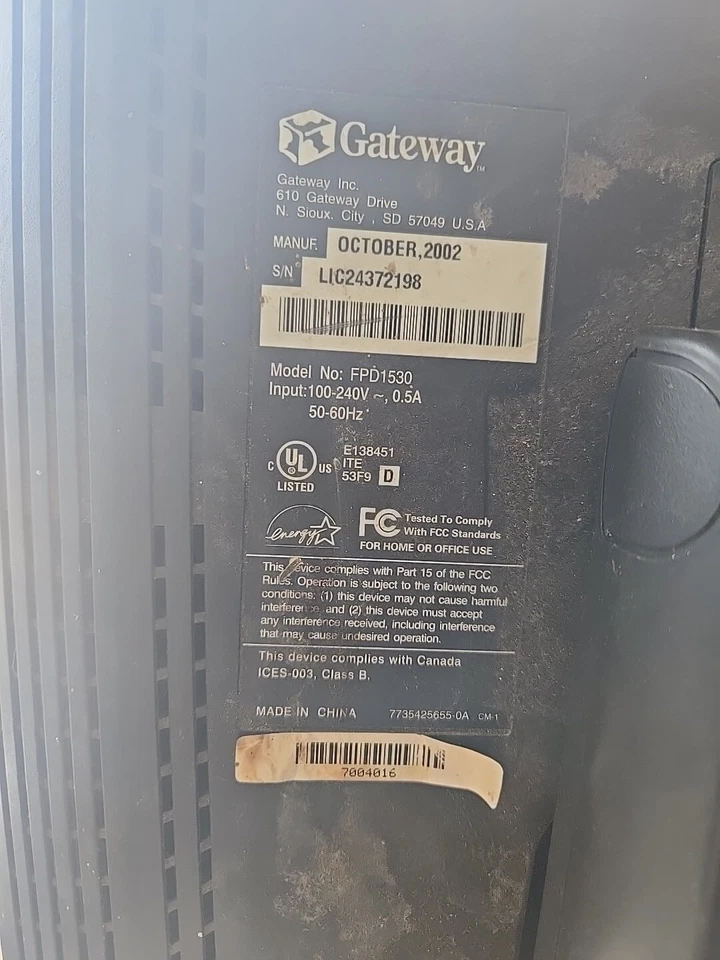 Gateway™
Gateway Inc.
610 Gateway Drive
N. Sioux. City , SD 57049 U.S.A
MANUF. OCTOBER,2002
S/N LIC24372198
Model No: FPD1530
Input:100-240V ~, 0.5A
50-60Hz
C UL US
LISTED
E138451
ITE
53F9 D
energy
FC Tested To Comply
With FCC Standards
FOR HOME OR OFFICE USE
This device complies with Part 15 of the FCC
Rules. Operation is subject to the following two
conditions: (1) this device may not cause harmful
interference, and (2) this device must accept
any interference received, including interference
that may cause undesired operation.
This device complies with Canada
ICES-003, Class B.
MADE IN CHINA 7735425655-0A CM-1
7004016